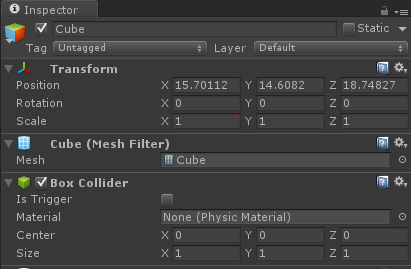 Inspector
Cube Static
Tag Untagged Layer Default
Transform
Position X 15.70112 Y 14.6082 Z 18.74827
Rotation X 0 Y 0 Z 0
Scale X 1 Y 1 Z 1
Cube (Mesh Filter)
Mesh Cube
Box Collider
Is Trigger
Material None (Physic Material)
Center X 0 Y 0 Z 0
Size X 1 Y 1 Z 1